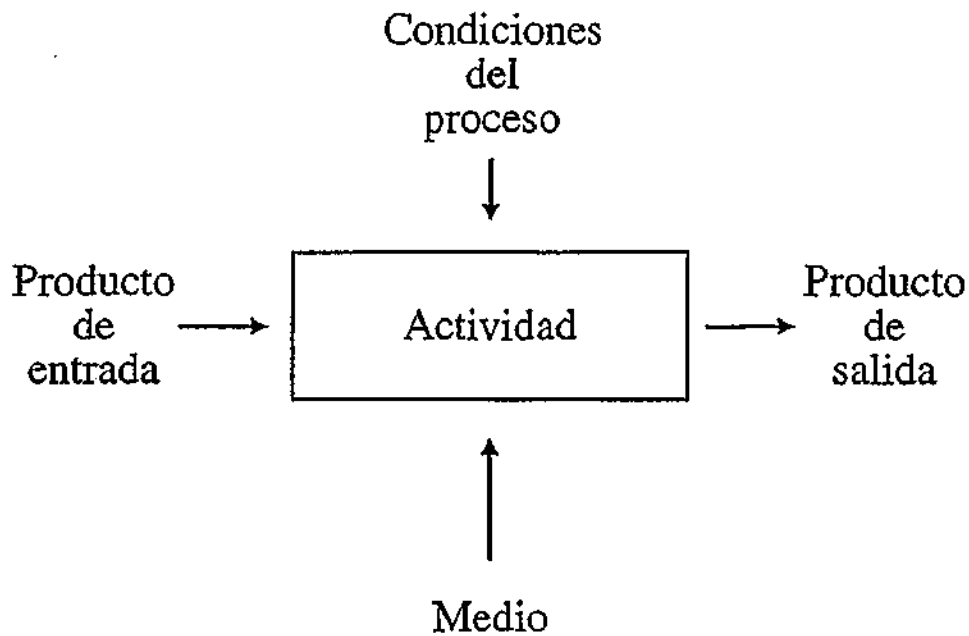 Condiciones
del
proceso
Producto
de
entrada
Actividad
Producto
de
salida
Medio